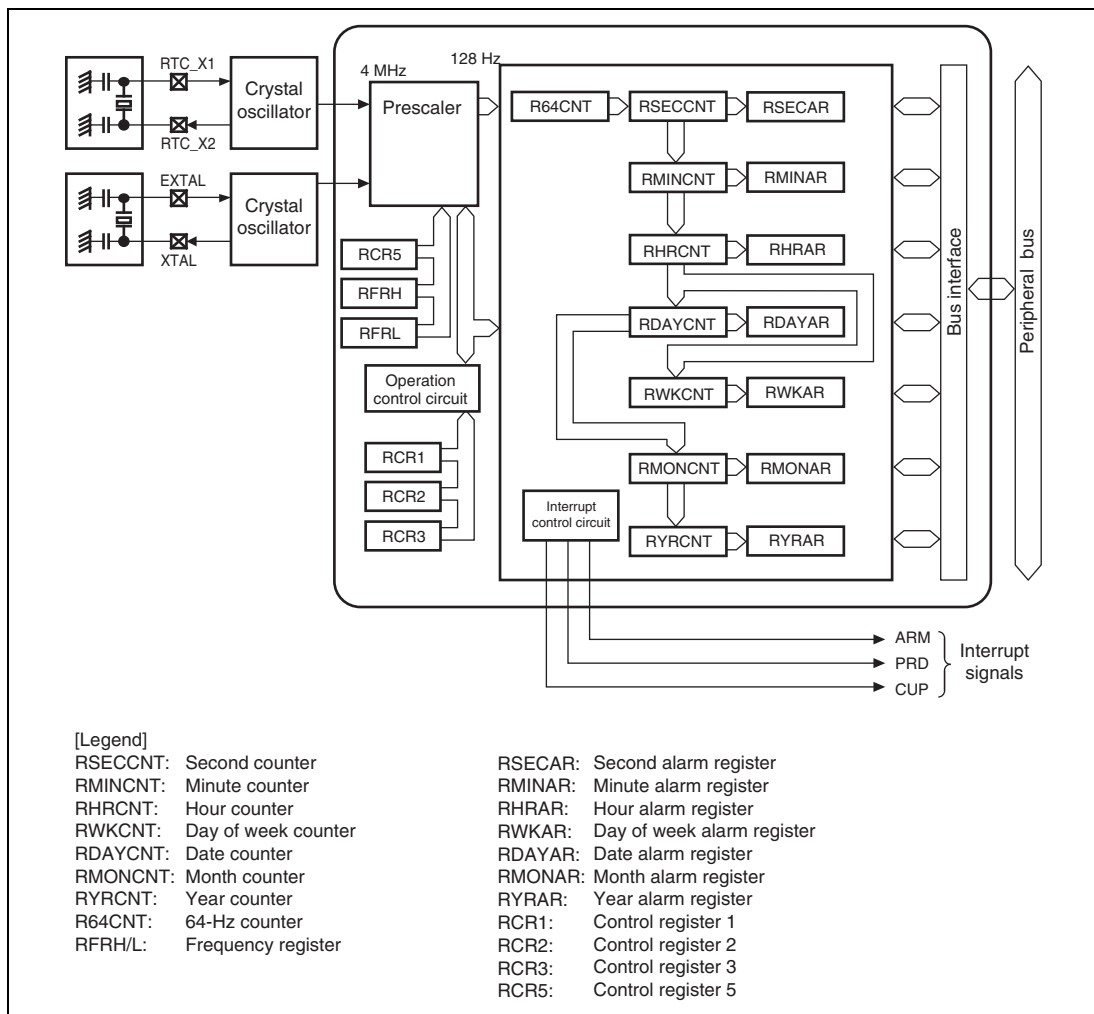 RTC_X1
RTC_X2
Crystal
oscillator
EXTAL
XTAL
Crystal
oscillator
4 MHz
128 Hz
Prescaler
RCR5
RFRH
RFRL
Operation
control circuit
RCR1
RCR2
RCR3
R64CNT
RSECCNT
RSECAR
RMINCNT
RMINAR
RHRCNT
RHRAR
RDAYCNT
RDAYAR
RWKCNT
RWKAR
RMONCNT
RMONAR
RYRCNT
RYRAR
Interrupt
control circuit
Bus interface
Peripheral bus
ARM
PRD
CUP
Interrupt
signals
[Legend]
RSECCNT: Second counter
RMINCNT: Minute counter
RHRCNT: Hour counter
RWKCNT: Day of week counter
RDAYCNT: Date counter
RMONCNT: Month counter
RYRCNT: Year counter
R64CNT: 64-Hz counter
RFRH/L: Frequency register
RSECAR: Second alarm register
RMINAR: Minute alarm register
RHRAR: Hour alarm register
RWKAR: Day of week alarm register
RDAYAR: Date alarm register
RMONAR: Month alarm register
RYRAR: Year alarm register
RCR1: Control register 1
RCR2: Control register 2
RCR3: Control register 3
RCR5: Control register 5